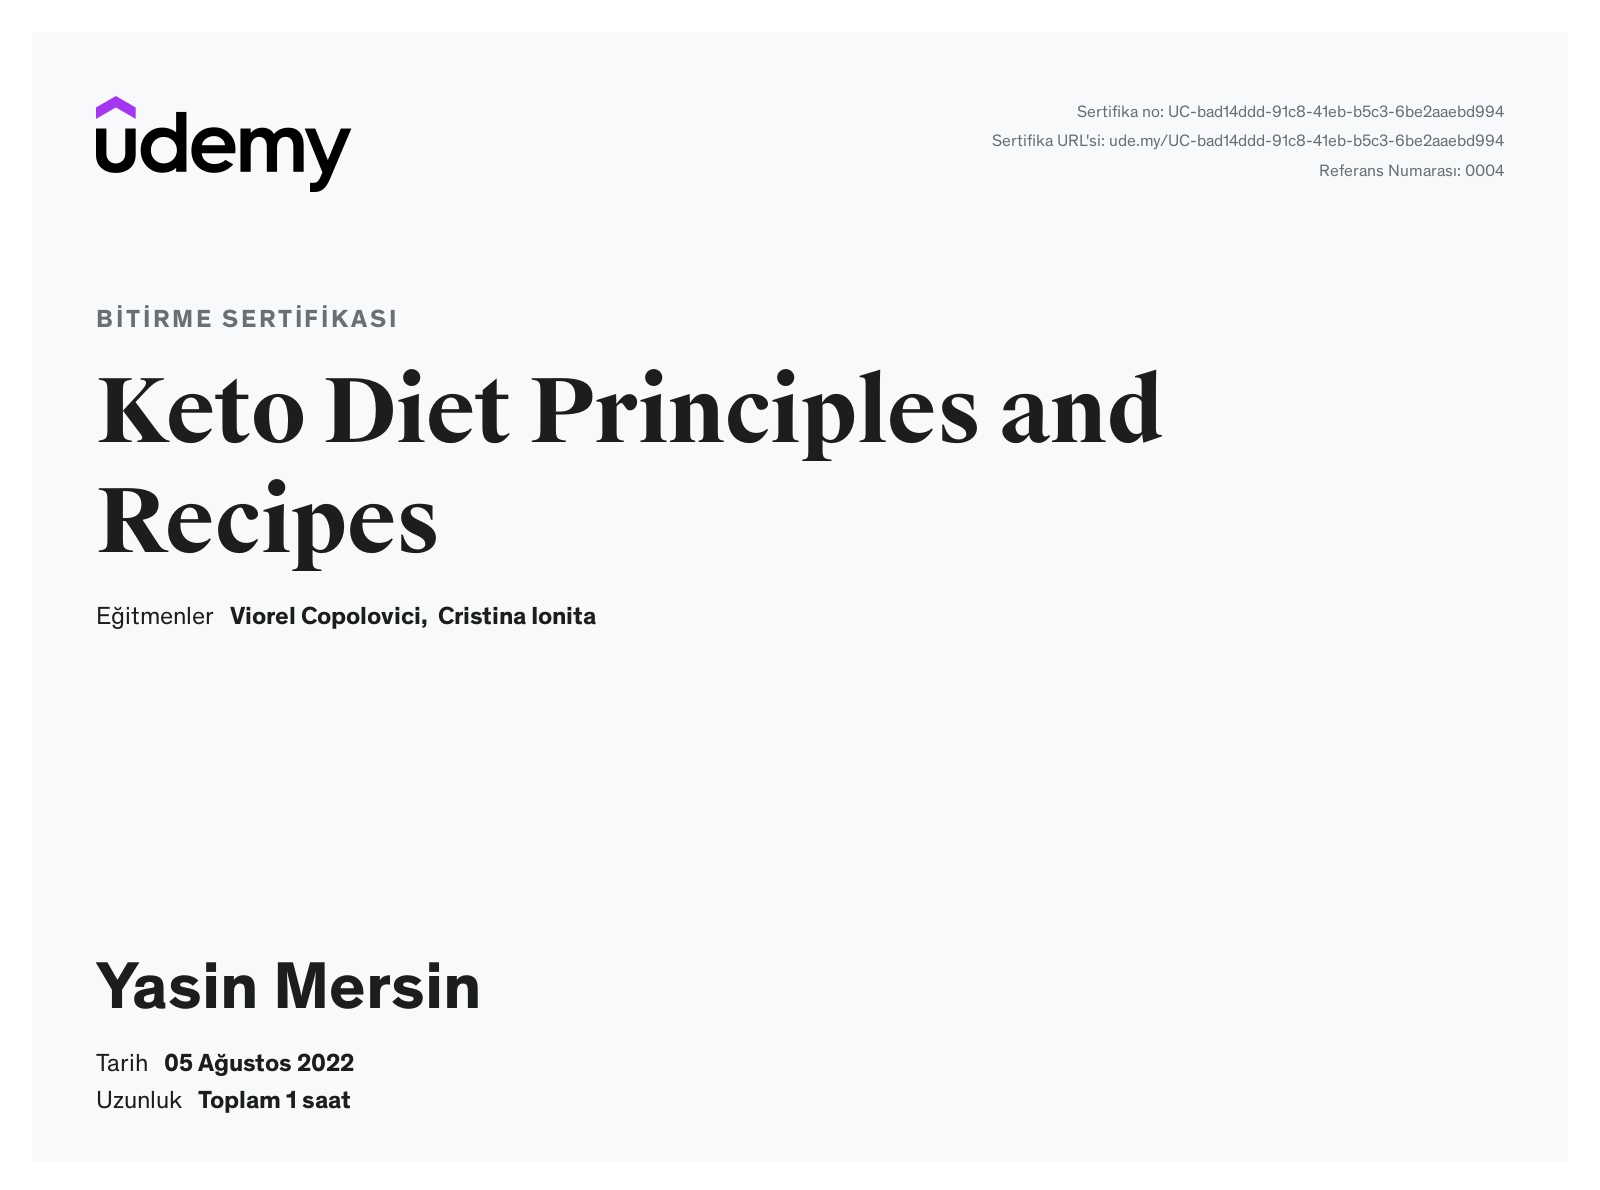 udemy
Sertifika no: UC-bad14ddd-91c8-41eb-b5c3-6be2aaebd994
Sertifika URL'si: ude.my/UC-bad14ddd-91c8-41eb-b5c3-6be2aaebd994
Referans Numarası: 0004
BİTİRME SERTİFİKASI
Keto Diet Principles and
Recipes
Eğitmenler Viorel Copolovici, Cristina Ionita
Yasin Mersin
Tarih 05 Ağustos 2022
Uzunluk Toplam 1 saat